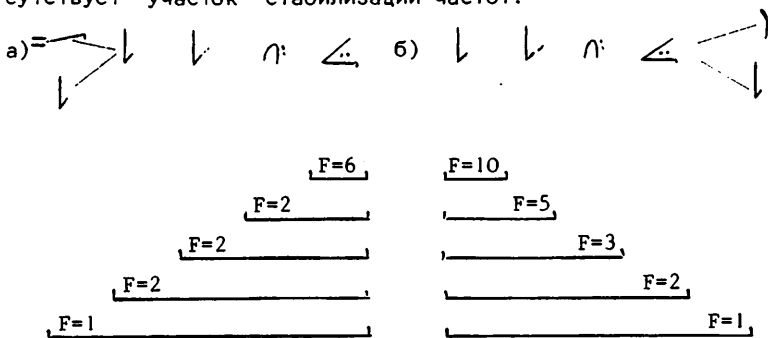 сутствует участок стабилизации частот.
а) б)
F=6 F=10
F=2 F=5
F=2 F=3
F=2 F=2
F=1 F=1